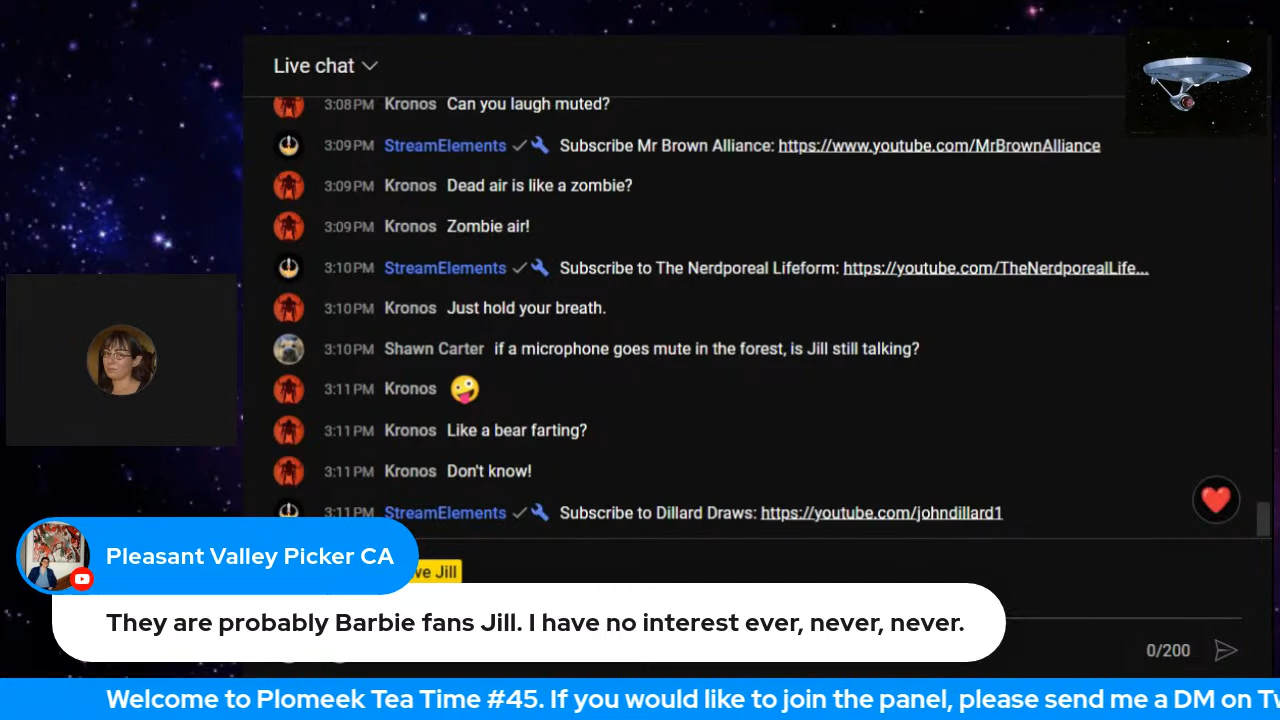 Live chat
3:08 PM Kronos Can you laugh muted?
3:09 PM StreamElements Subscribe Mr Brown Alliance: https://www.youtube.com/MrBrownAlliance
3:09 PM Kronos Dead air is like a zombie?
3:09 PM Kronos Zombie air!
3:10 PM StreamElements Subscribe to The Nerdporeal Lifeform: https://youtube.com/TheNerdporealLife...
3:10 PM Kronos Just hold your breath.
3:10 PM Shawn Carter if a microphone goes mute in the forest, is Jill still talking?
3:11 PM Kronos 🤪
3:11 PM Kronos Like a bear farting?
3:11 PM Kronos Don't know!
3:11 PM StreamElements Subscribe to Dillard Draws: https://youtube.com/johndillard1
Pleasant Valley Picker CA
ve Jill
They are probably Barbie fans Jill. I have no interest ever, never, never.
0/200
Welcome to Plomeek Tea Time #45. If you would like to join the panel, please send me a DM on Tw